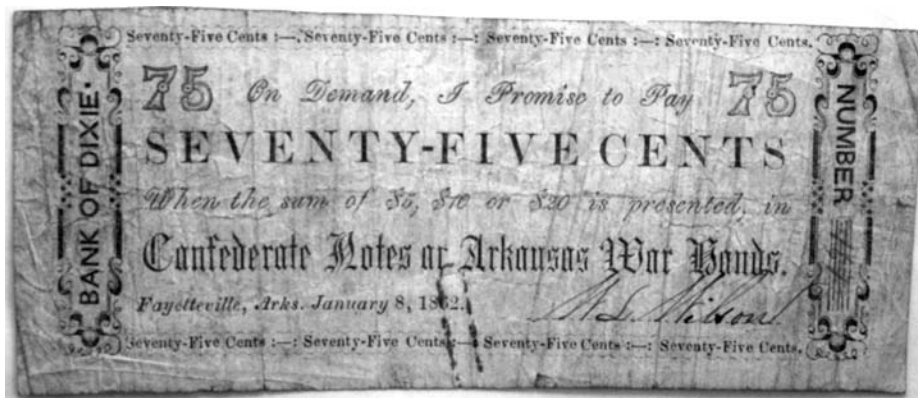 Seventy-Five Cents :—: Seventy-Five Cents :—: Seventy-Five Cents :—: Seventy-Five Cents.
BANK OF DIXIE.
75 On Demand, I Promise to Pay 75
SEVENTY-FIVE CENTS
When the sum of $5, $10 or $20 is presented, in
Confederate Notes or Arkansas War Bonds.
Fayetteville, Arks. January 8, 1862.
Wilson
NUMBER
Seventy-Five Cents :—: Seventy-Five Cents :—: Seventy-Five Cents :—: Seventy-Five Cents.